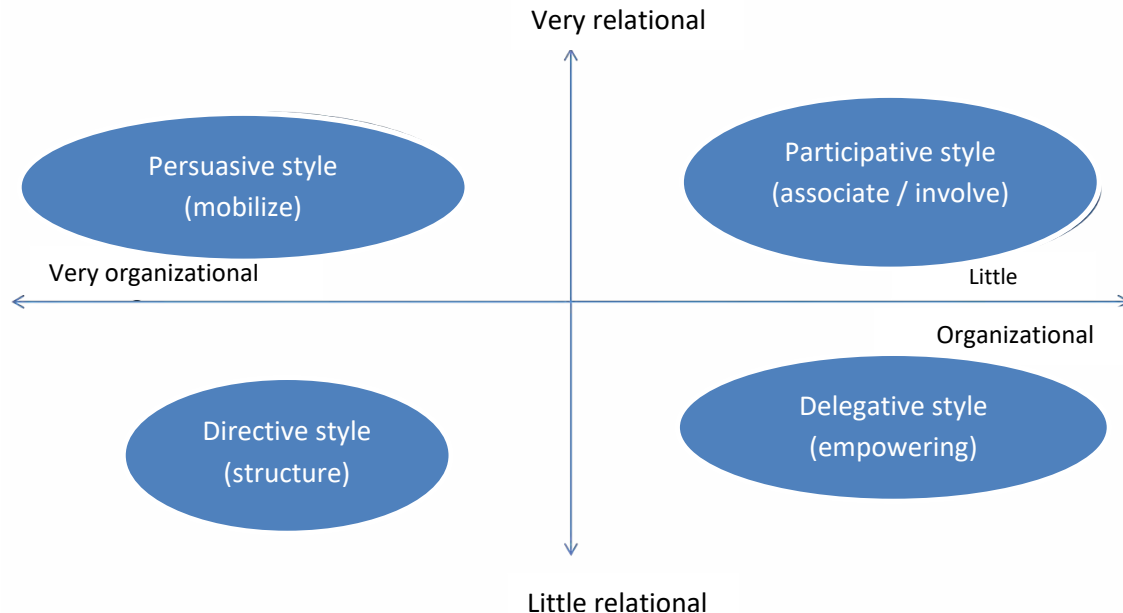 Very relational
Persuasive style
(mobilize)
Participative style
(associate / involve)
Very organizational
Little
Organizational
Directive style
(structure)
Delegative style
(empowering)
Little relational